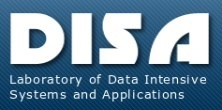 DISA
Laboratory of Data Intensive
Systems and Applications